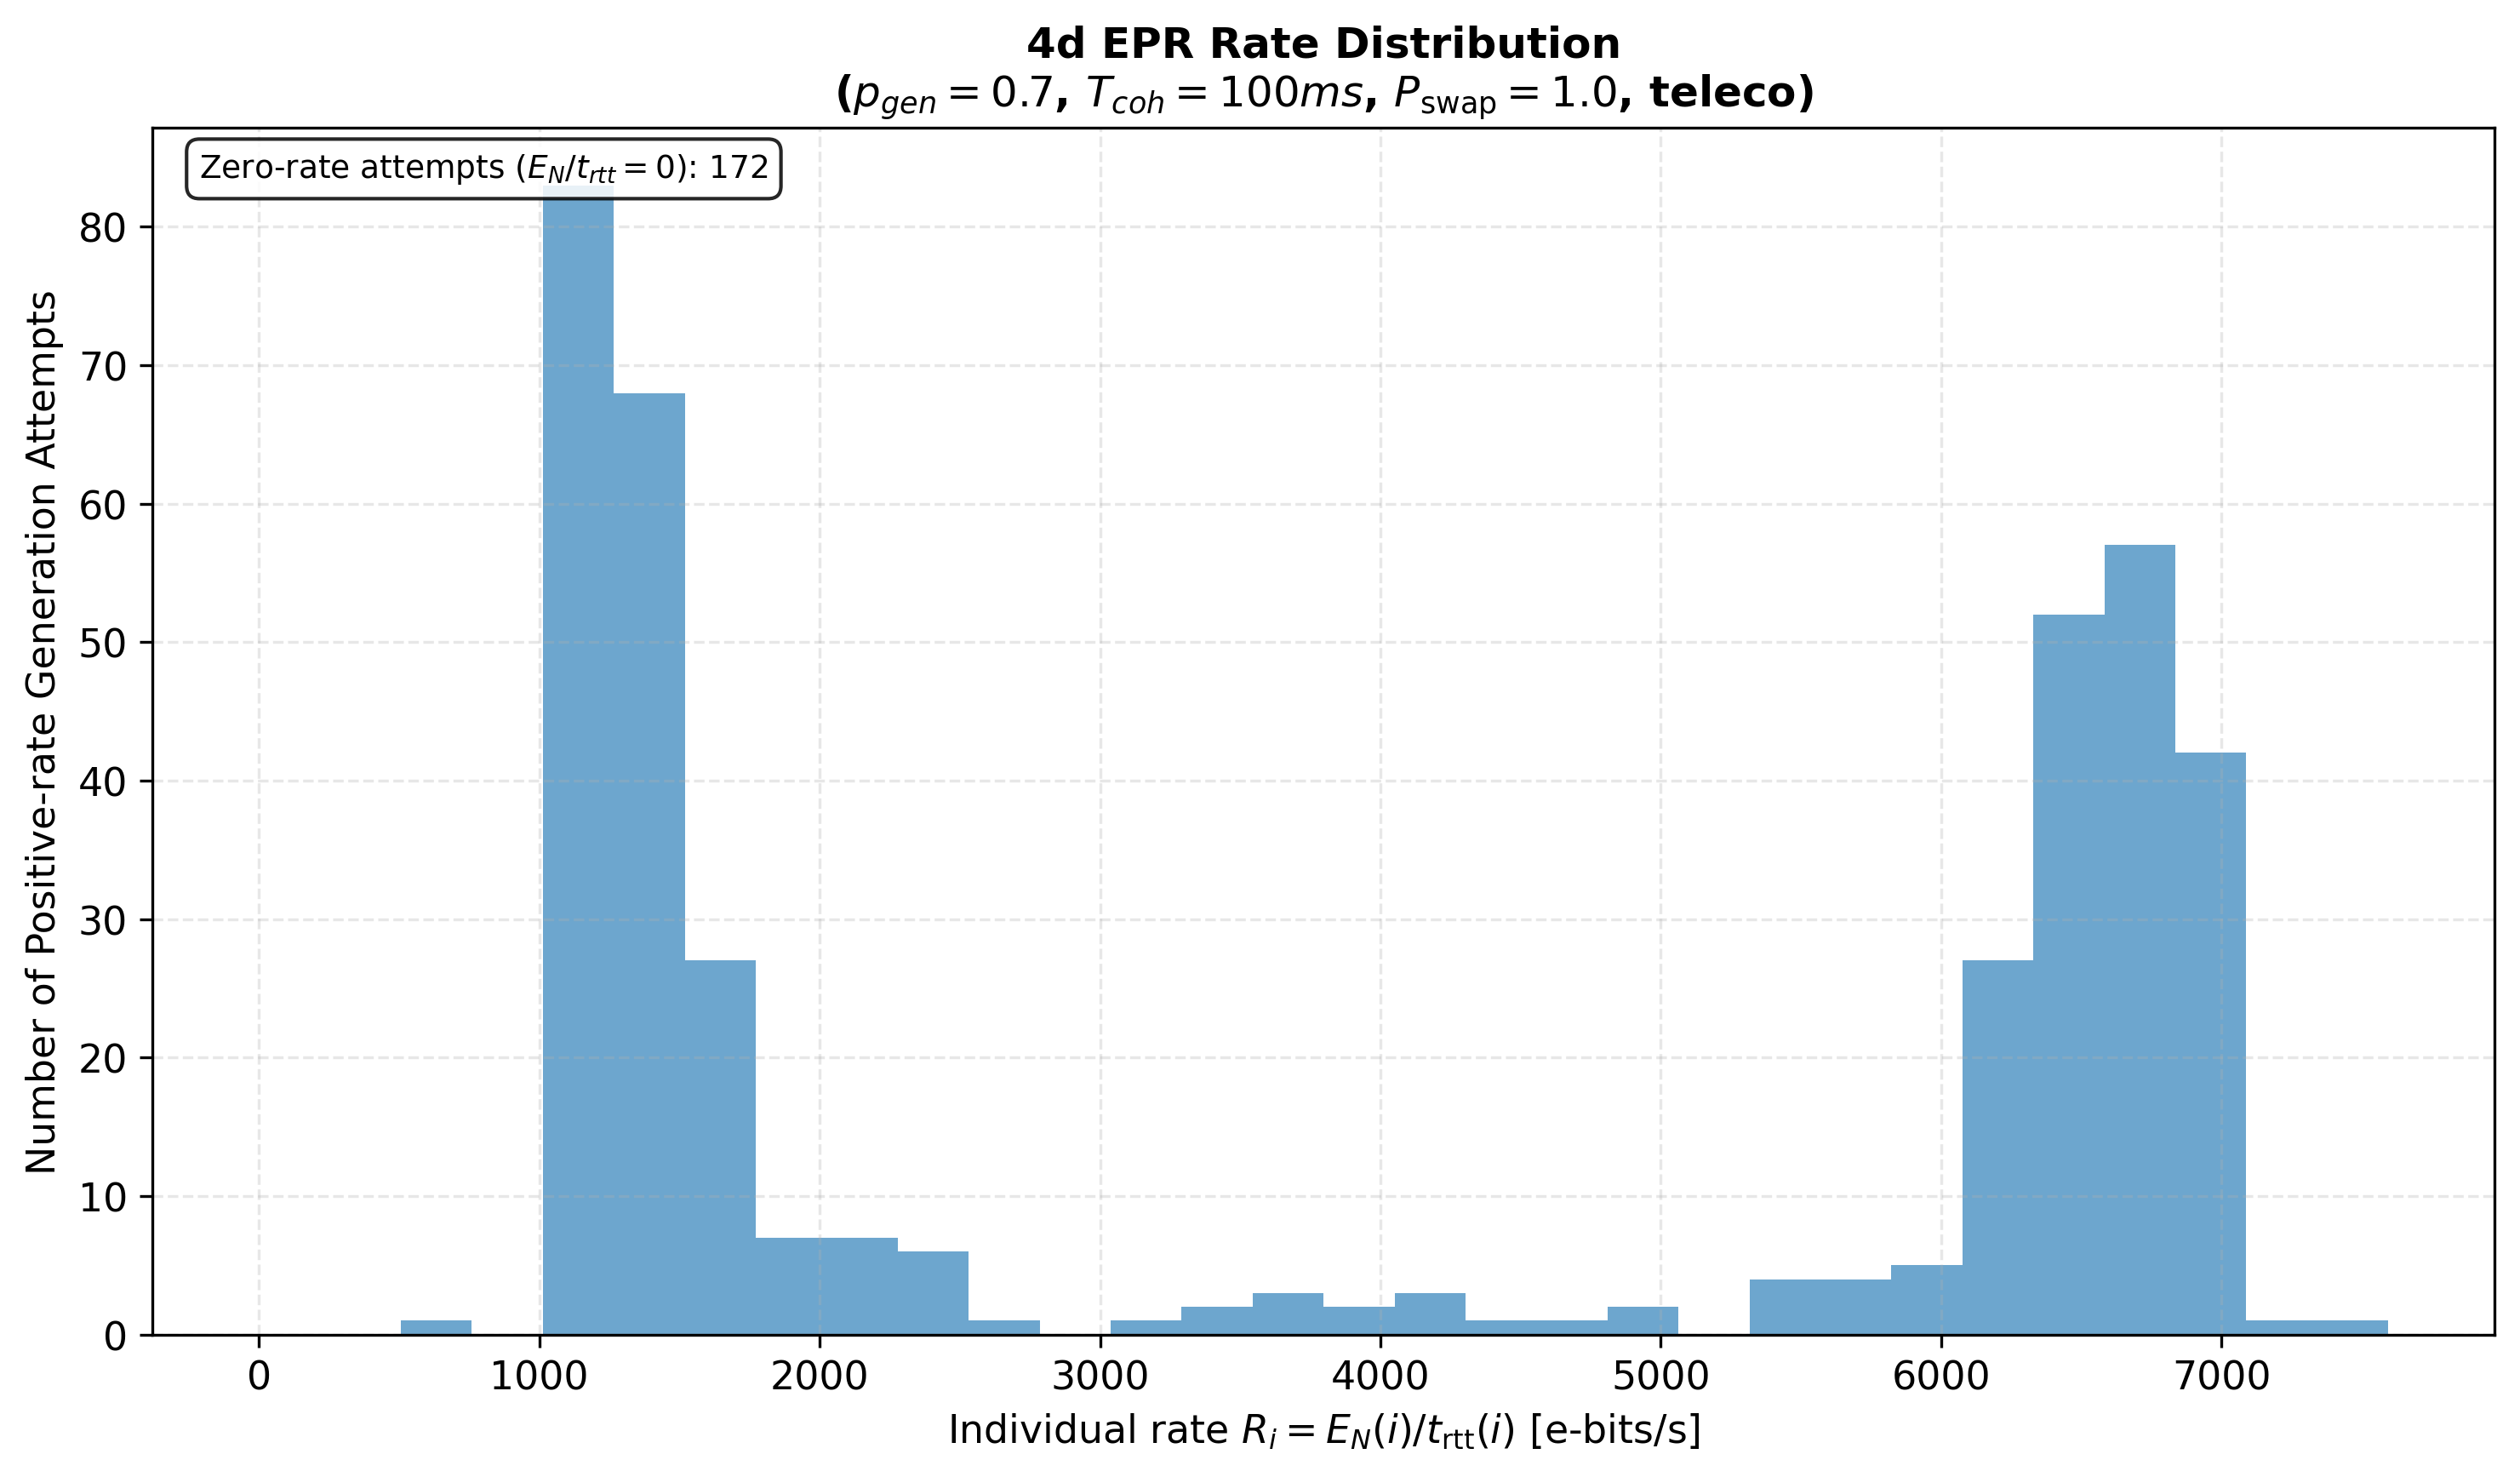 4d EPR Rate Distribution
(p_gen = 0.7, T_coh = 100ms, P_swap = 1.0, teleco)
Zero-rate attempts (E_N/t_rtt = 0): 172
Number of Positive-rate Generation Attempts
80
70
60
50
40
30
20
10
0
0 1000 2000 3000 4000 5000 6000 7000
Individual rate R_i = E_N(i)/t_rtt(i) [e-bits/s]